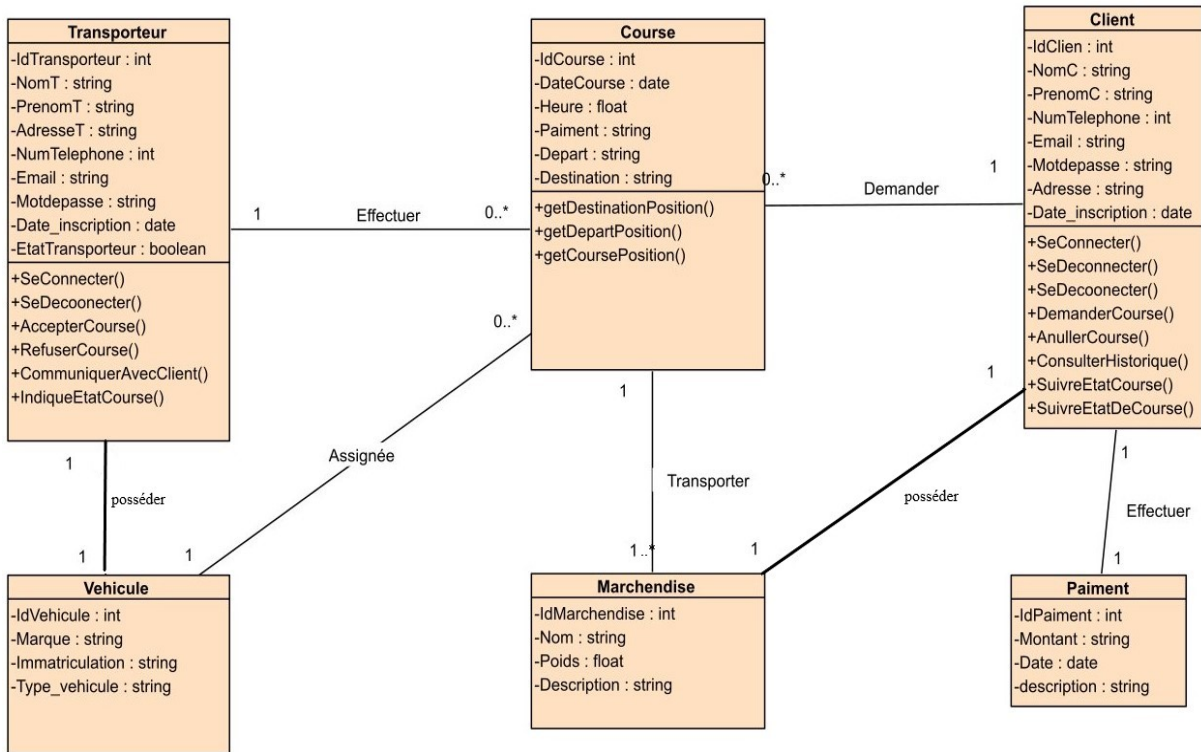 Transporteur
-IdTransporteur : int
-NomT : string
-PrenomT : string
-AdresseT : string
-NumTelephone : int
-Email : string
-Motdepasse : string
-Date_inscription : date
-EtatTransporteur : boolean
+SeConnecter()
+SeDecoonecter()
+AccepterCourse()
+RefuserCourse()
+CommuniquerAvecClient()
+IndiqueEtatCourse()
1
Effectuer
0..*
Course
-IdCourse : int
-DateCourse : date
-Heure : float
-Paiment : string
-Depart : string
-Destination : string
+getDestinationPosition()
+getDepartPosition()
+getCoursePosition()
0..*
Demander
1
Client
-IdClien : int
-NomC : string
-PrenomC : string
-NumTelephone : int
-Email : string
-Motdepasse : string
-Adresse : string
-Date_inscription : date
+SeConnecter()
+SeDeconnecter()
+SeDecoonecter()
+DemanderCourse()
+AnullerCourse()
+ConsulterHistorique()
+SuivreEtatCourse()
+SuivreEtatDeCourse()
1
posséder
1
0..*
Assignée
1
1
Transporter
1..*
1
posséder
1
1
Effectuer
1
Vehicule
-IdVehicule : int
-Marque : string
-Immatriculation : string
-Type_vehicule : string
Marchendise
-IdMarchendise : int
-Nom : string
-Poids : float
-Description : string
Paiment
-IdPaiment : int
-Montant : string
-Date : date
-description : string